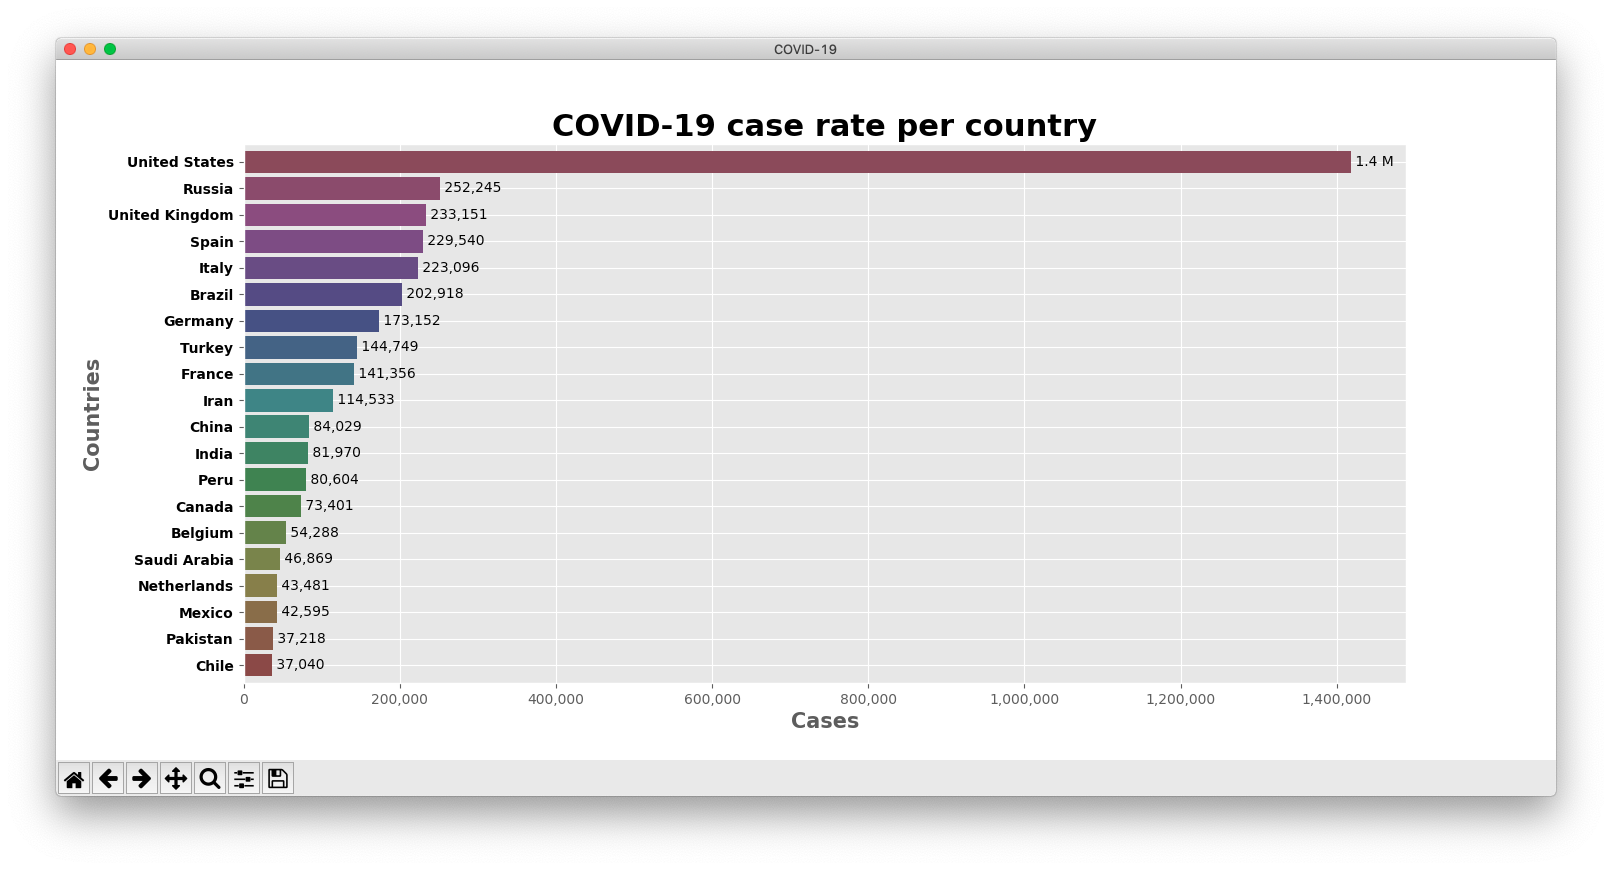 COVID-19
COVID-19 case rate per country
United States 1.4 M
Russia 252,245
United Kingdom 233,151
Spain 229,540
Italy 223,096
Brazil 202,918
Germany 173,152
Turkey 144,749
France 141,356
Iran 114,533
China 84,029
India 81,970
Peru 80,604
Canada 73,401
Belgium 54,288
Saudi Arabia 46,869
Netherlands 43,481
Mexico 42,595
Pakistan 37,218
Chile 37,040
Countries
0 200,000 400,000 600,000 800,000 1,000,000 1,200,000 1,400,000
Cases